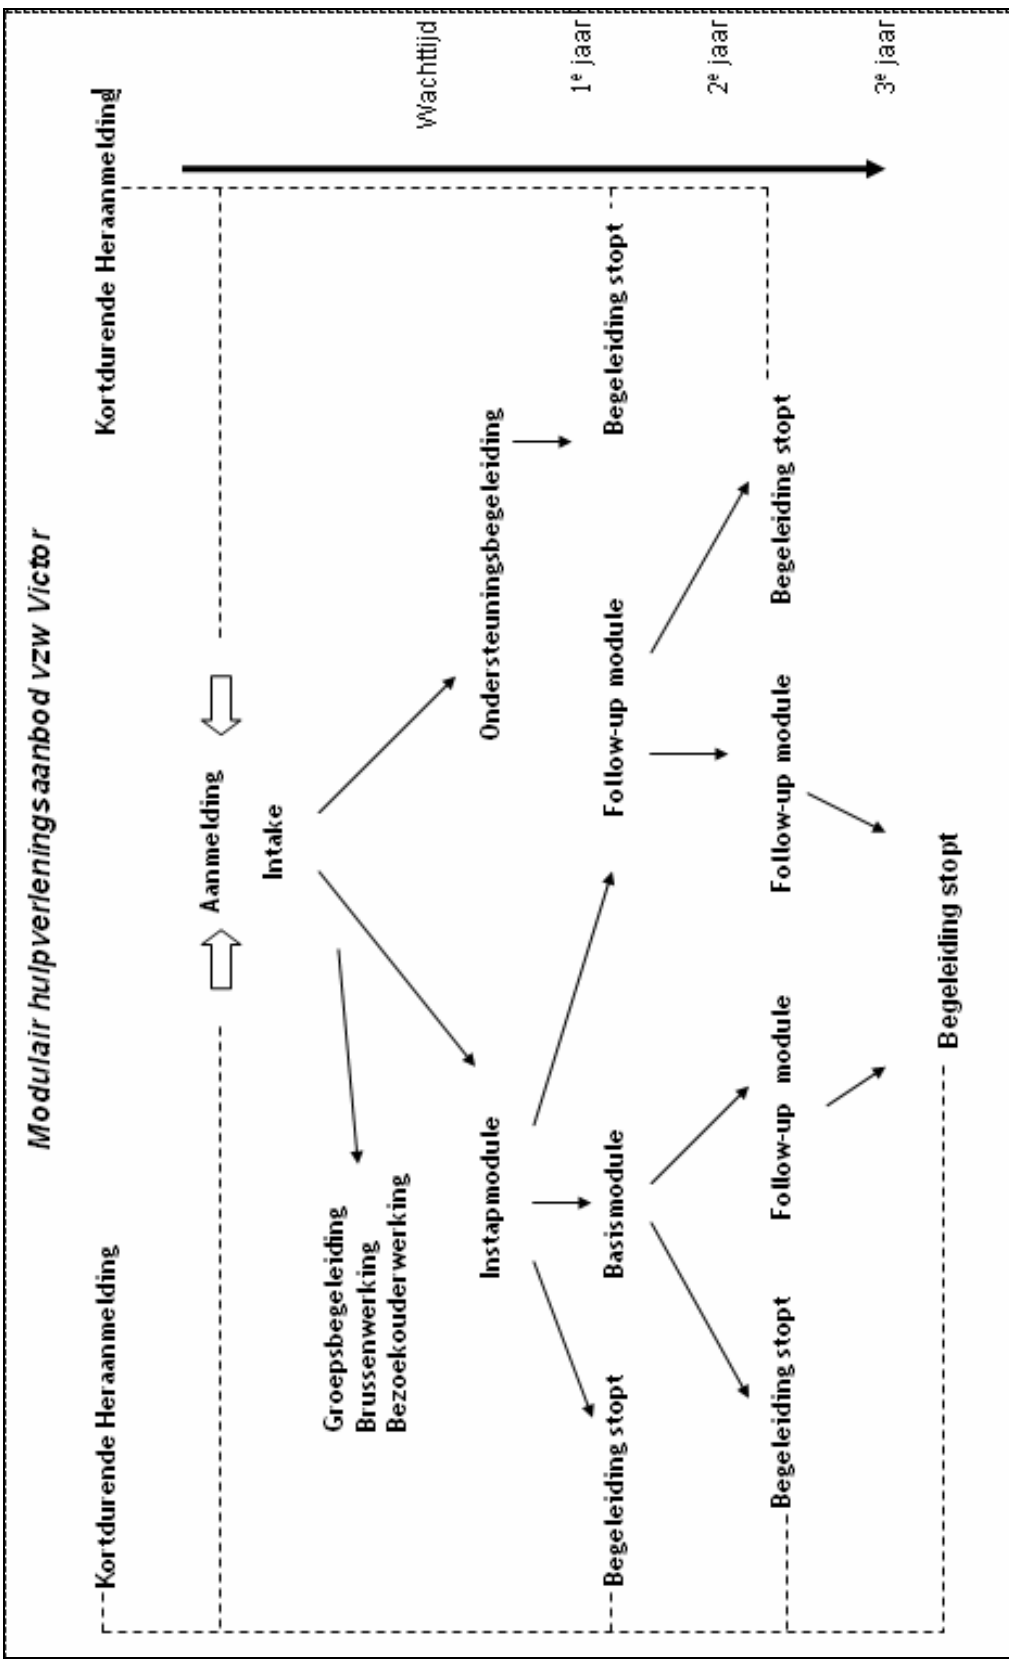 Modulair hulpverleningsaanbod vzw Victor
Kortdurende Heraanmelding
Kortdurende Heraanmelding
Aanmelding
Intake
Groepsbegeleiding
Brussenwerking
Bezoekouderwerking
Wachttijd
Instapmodule
Ondersteuningsbegeleiding
1e jaar
Begeleiding stopt
Basismodule
Follow-up module
Begeleiding stopt
2e jaar
Begeleiding stopt
Follow-up module
Follow-up module
Begeleiding stopt
3e jaar
Begeleiding stopt